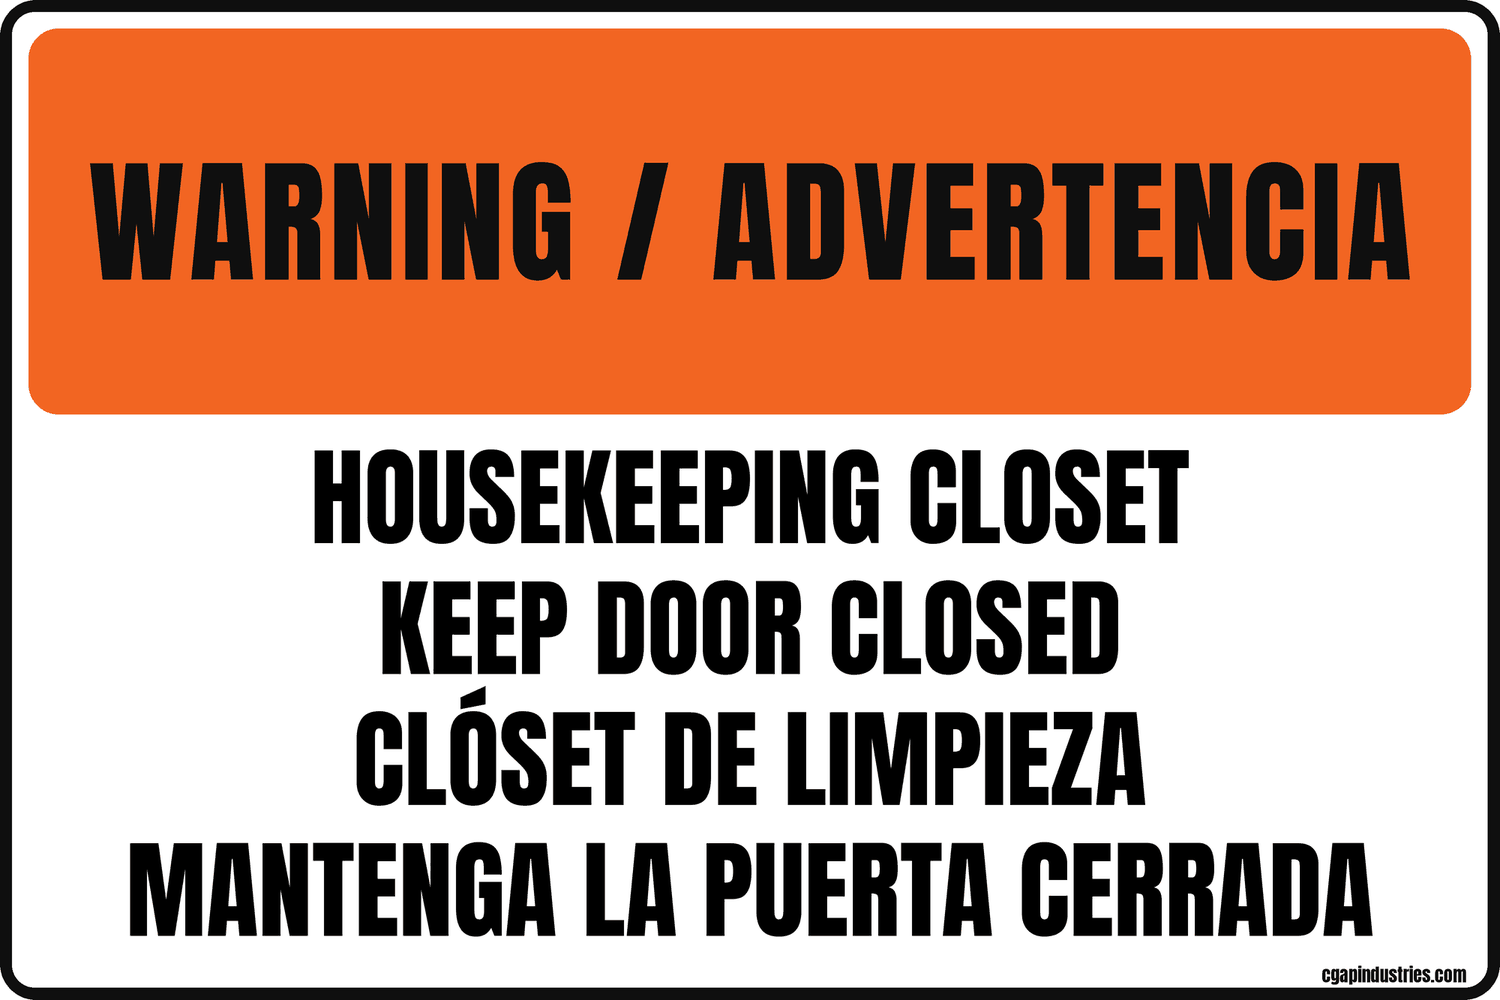 WARNING / ADVERTENCIA
HOUSEKEEPING CLOSET
KEEP DOOR CLOSED
CLÓSET DE LIMPIEZA
MANTENGA LA PUERTA CERRADA
cgapindustries.com